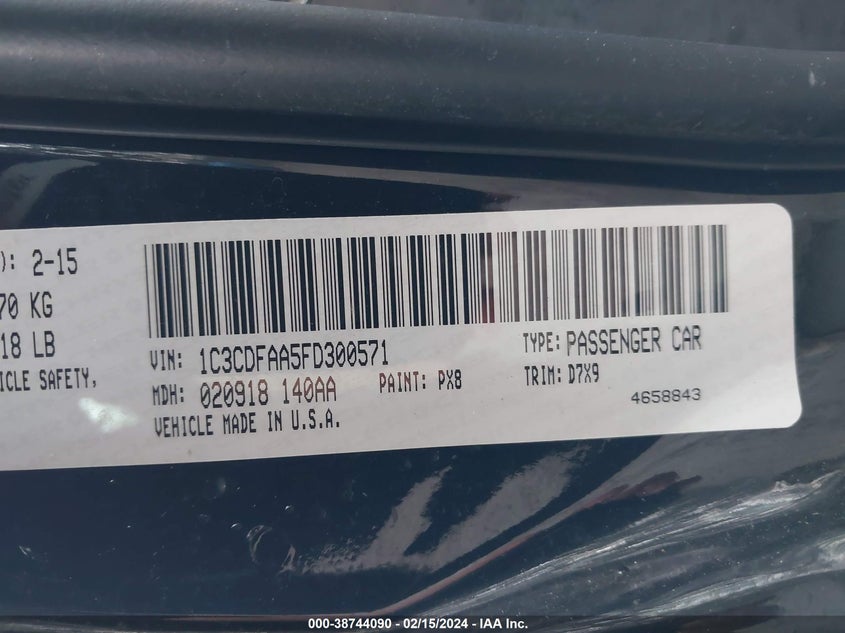 ): 2-15
70 KG
18 LB
ICLE SAFETY,
VIN: 1C3CDFAA5FD300571 TYPE: PASSENGER CAR
MDH: 020918 140AA PAINT: PX8 TRIM: D7X9
VEHICLE MADE IN U.S.A. 4658843
000-38744090 - 02/15/2024 - IAA Inc.